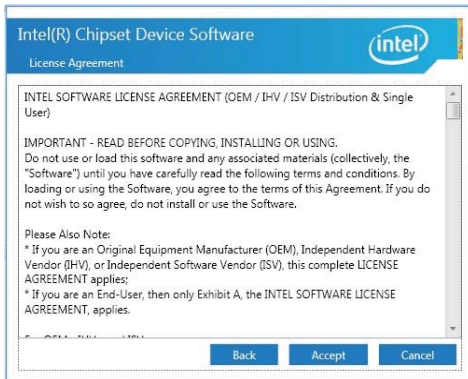 Intel(R) Chipset Device Software
intel
License Agreement
INTEL SOFTWARE LICENSE AGREEMENT (OEM / IHV / ISV Distribution & Single
User)
IMPORTANT - READ BEFORE COPYING, INSTALLING OR USING.
Do not use or load this software and any associated materials (collectively, the
"Software") until you have carefully read the following terms and conditions. By
loading or using the Software, you agree to the terms of this Agreement. If you do
not wish to so agree, do not install or use the Software.
Please Also Note:
* If you are an Original Equipment Manufacturer (OEM), Independent Hardware
Vendor (IHV), or Independent Software Vendor (ISV), this complete LICENSE
AGREEMENT applies;
* If you are an End-User, then only Exhibit A, the INTEL SOFTWARE LICENSE
AGREEMENT, applies.
Back Accept Cancel